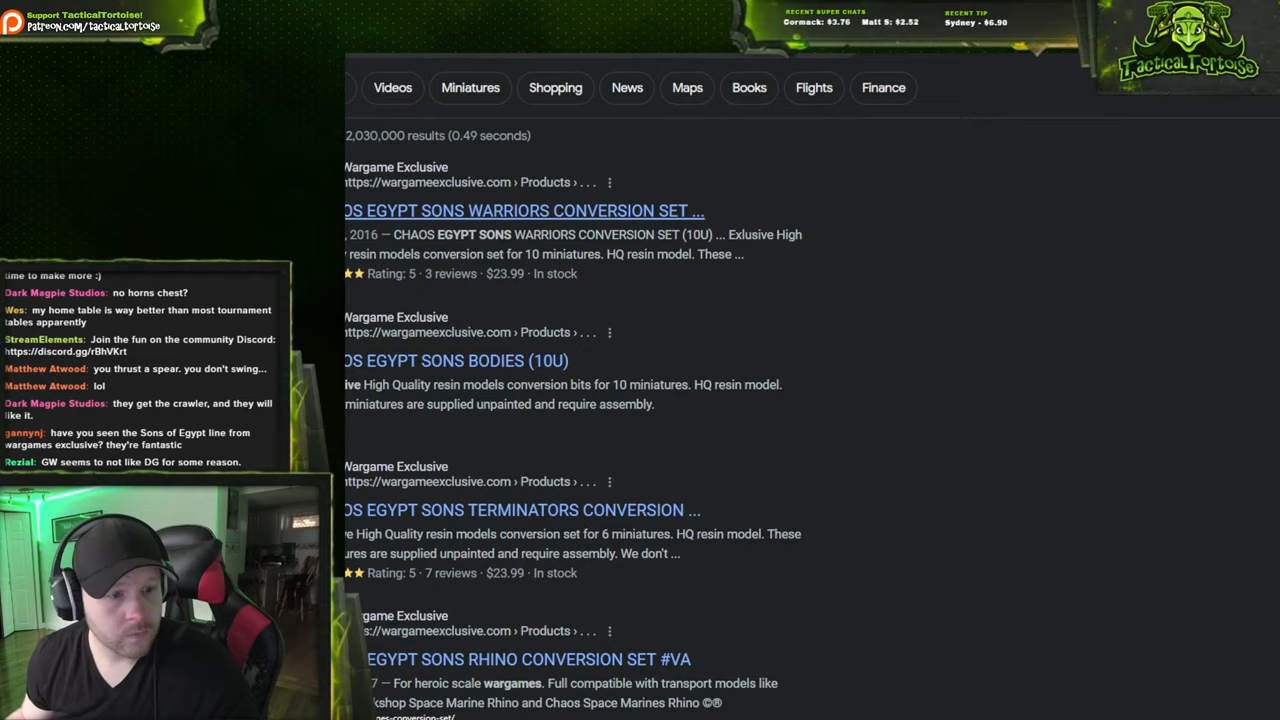 Support TacticalTortoise!
Patreon.com/tacticaltortoise
RECENT SUPER CHATS
Cormack: $3.76 Matt S: $2.52
RECENT TIP
Sydney - $6.90
TacticalTortoise
Videos
Miniatures
Shopping
News
Maps
Books
Flights
Finance
2,030,000 results (0.49 seconds)
Wargame Exclusive
https://wargameexclusive.com › Products › . . .
OS EGYPT SONS WARRIORS CONVERSION SET ...
, 2016 — CHAOS EGYPT SONS WARRIORS CONVERSION SET (10U) ... Exlusive High
resin models conversion set for 10 miniatures. HQ resin model. These ...
Rating: 5 · 3 reviews · $23.99 · In stock
Wargame Exclusive
https://wargameexclusive.com › Products › . . .
OS EGYPT SONS BODIES (10U)
ive High Quality resin models conversion bits for 10 miniatures. HQ resin model.
miniatures are supplied unpainted and require assembly.
Wargame Exclusive
https://wargameexclusive.com › Products › . . .
OS EGYPT SONS TERMINATORS CONVERSION ...
ve High Quality resin models conversion set for 6 miniatures. HQ resin model. These
ures are supplied unpainted and require assembly. We don't ...
Rating: 5 · 7 reviews · $23.99 · In stock
game Exclusive
s://wargameexclusive.com › Products › . . .
EGYPT SONS RHINO CONVERSION SET #VA
7 — For heroic scale wargames. Full compatible with transport models like
kshop Space Marine Rhino and Chaos Space Marines Rhino ©®
nes-conversion-set/
time to make more :)
Dark Magpie Studios: no horns chest?
Wes: my home table is way better than most tournament
tables apparently
StreamElements: Join the fun on the community Discord:
https://discord.gg/rBhVKrt
Matthew Atwood: you thrust a spear. you don't swing...
Matthew Atwood: lol
Dark Magpie Studios: they get the crawler, and they will
like it.
gannynj: have you seen the Sons of Egypt line from
wargames exclusive? they're fantastic
Rezial: GW seems to not like DG for some reason.